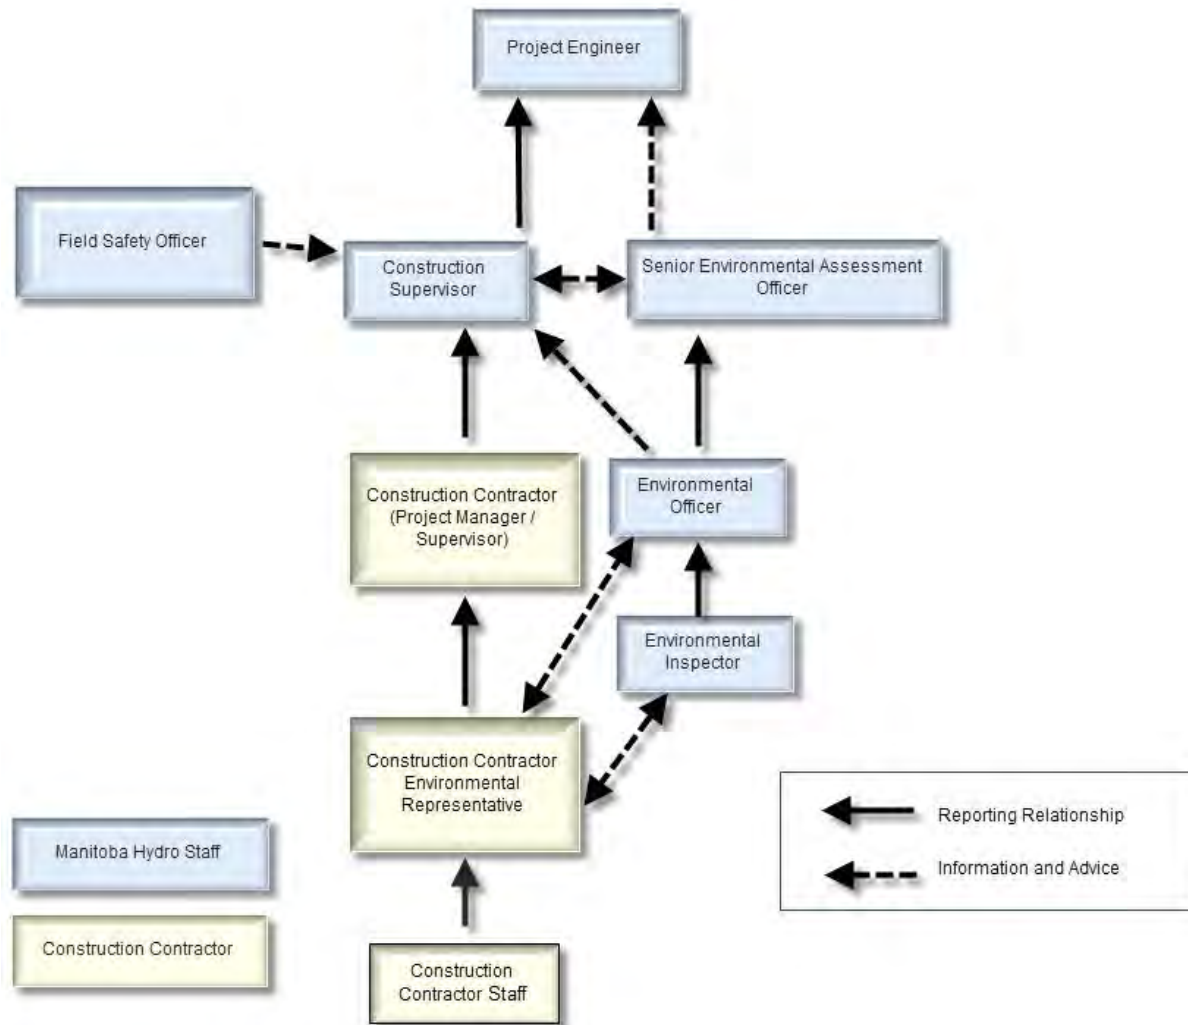 Project Engineer
Field Safety Officer
Construction
Supervisor
Senior Environmental Assessment
Officer
Construction Contractor
(Project Manager /
Supervisor)
Environmental
Officer
Environmental
Inspector
Construction Contractor
Environmental
Representative
Construction
Contractor Staff
Manitoba Hydro Staff
Construction Contractor
Reporting Relationship
Information and Advice